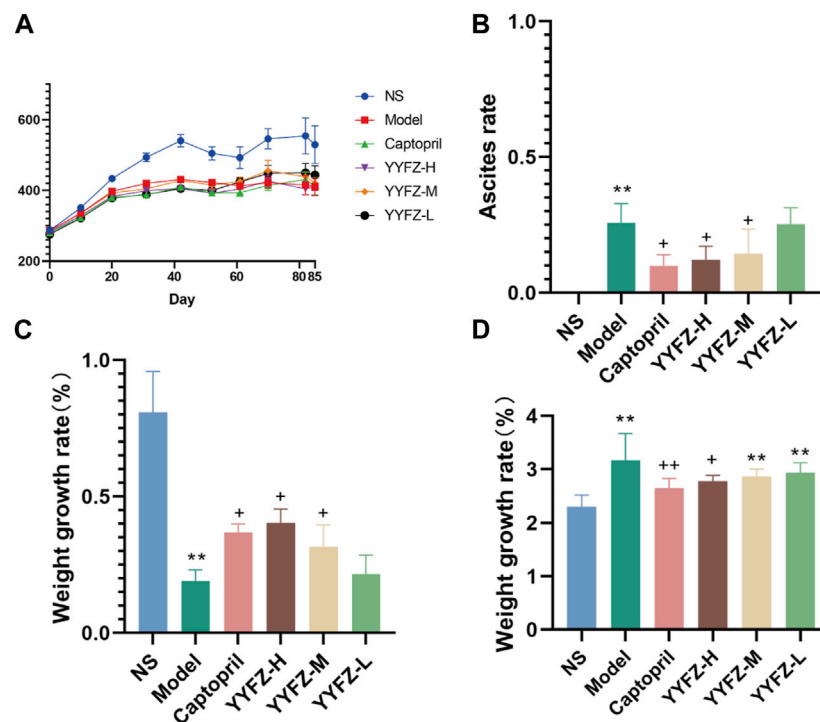 A
600
400
200
0
20
40
60
80 85
Day
NS
Model
Captopril
YYFZ-H
YYFZ-M
YYFZ-L
B
Ascites rate
1.0
0.5
0.0
**
+
+
+
NS
Model
Captopril
YYFZ-H
YYFZ-M
YYFZ-L
C
Weight growth rate(%)
1.0
0.5
0.0
**
+
+
+
NS
Model
Captopril
YYFZ-H
YYFZ-M
YYFZ-L
D
Weight growth rate(%)
4
3
2
1
0
**
++
+
**
**
NS
Model
Captopril
YYFZ-H
YYFZ-M
YYFZ-L